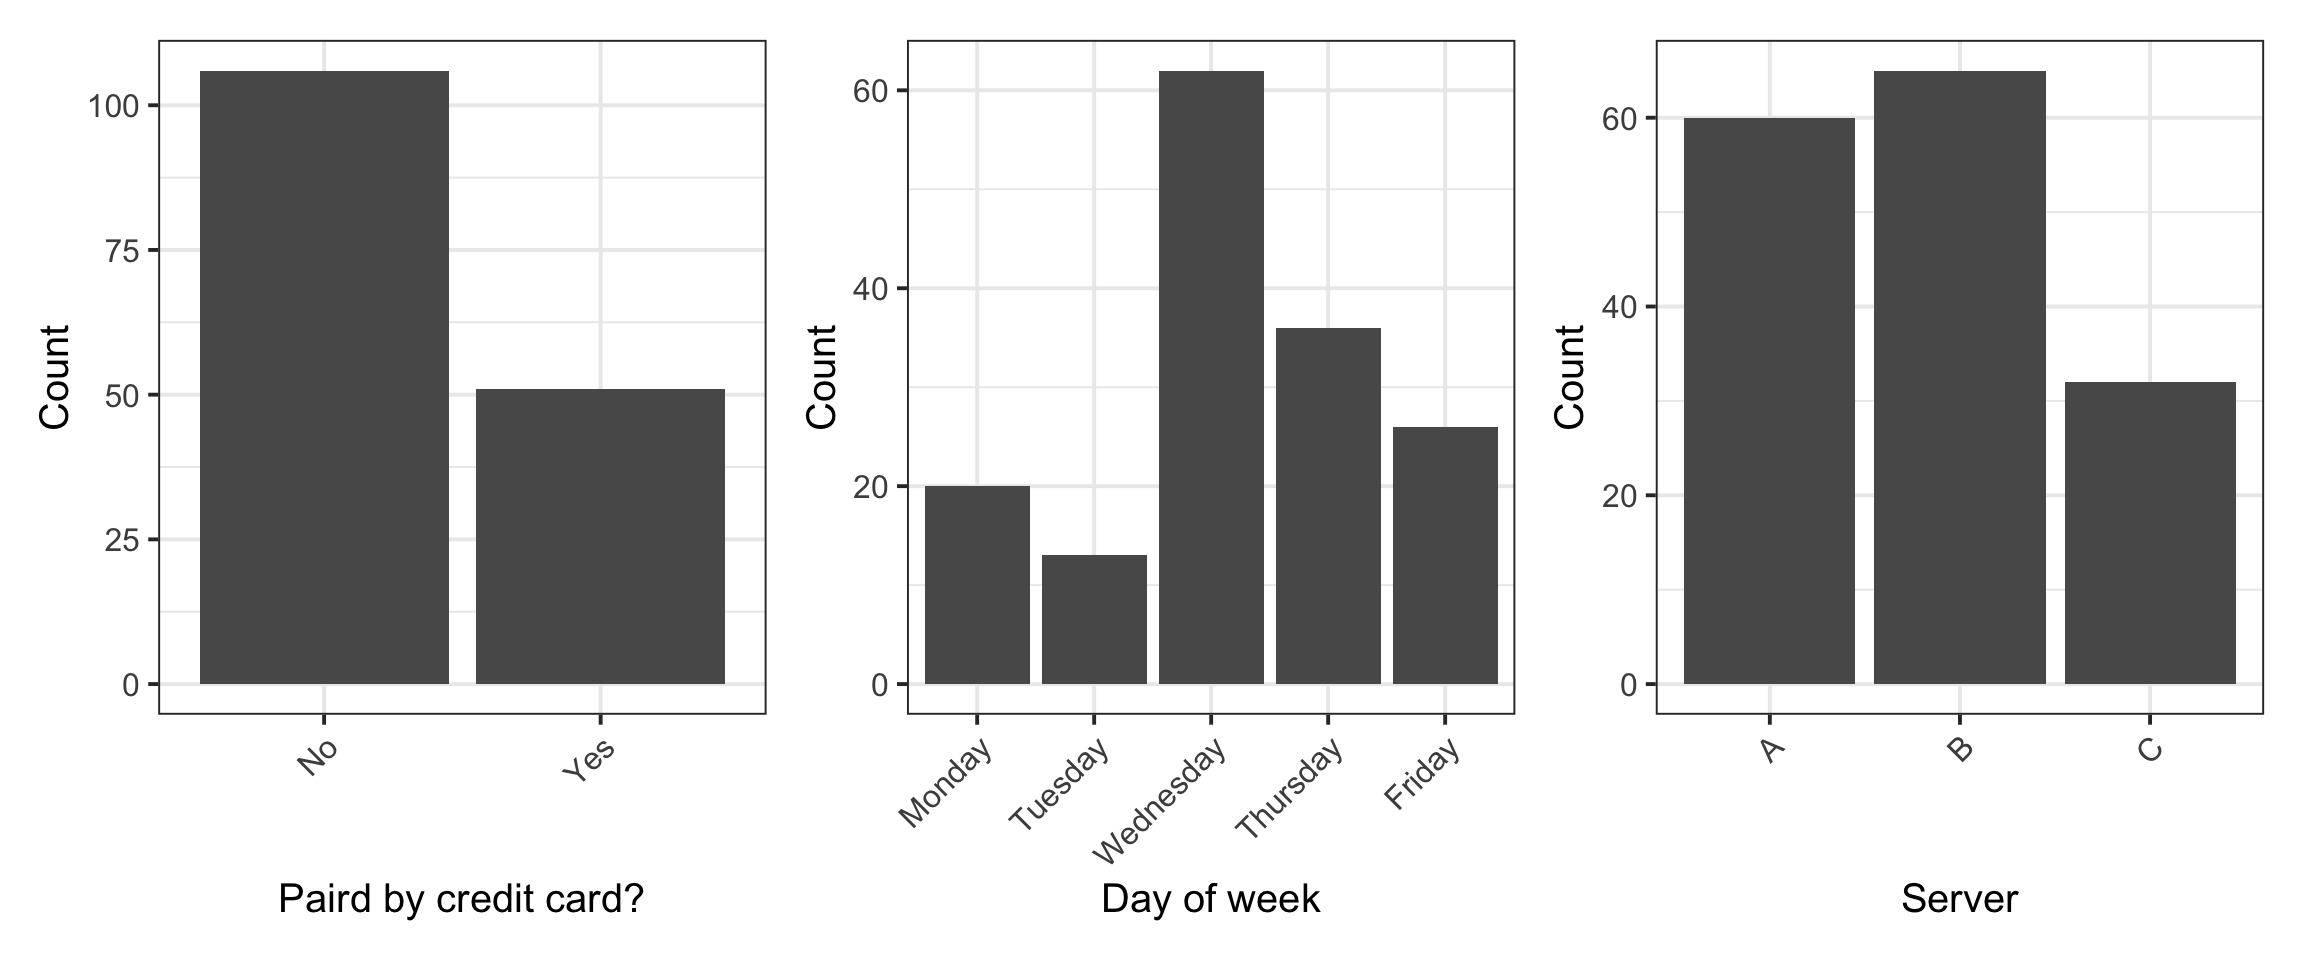 Count
100
75
50
25
0
No
Yes
Paird by credit card?
Count
60
40
20
0
Monday
Tuesday
Wednesday
Thursday
Friday
Day of week
Count
60
40
20
0
A
B
C
Server